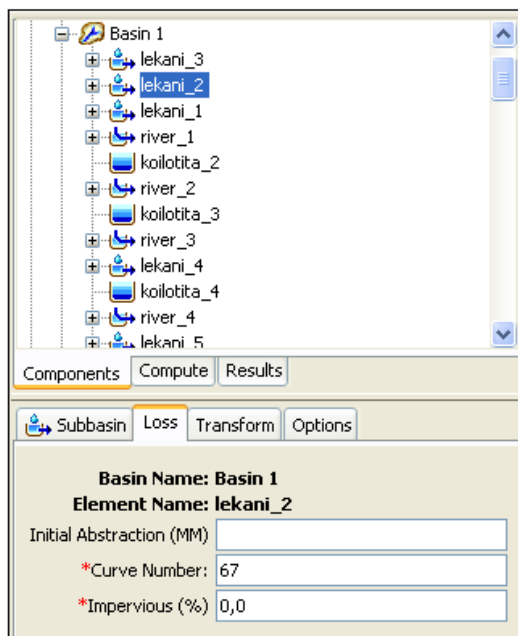 Basin 1
lekani_3
lekani_2
lekani_1
river_1
koilotita_2
river_2
koilotita_3
river_3
lekani_4
koilotita_4
river_4
lekani_5
Components Compute Results
Subbasin Loss Transform Options
Basin Name: Basin 1
Element Name: lekani_2
Initial Abstraction (MM)
*Curve Number: 67
*Impervious (%) 0,0